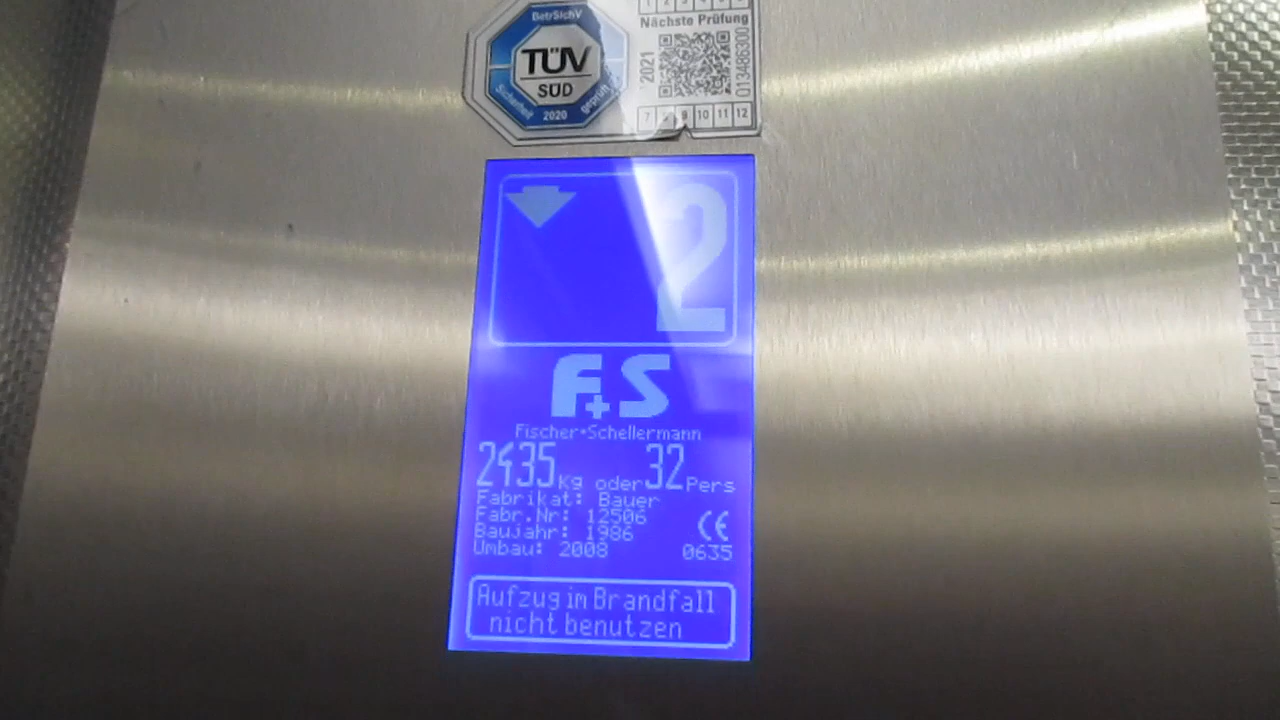 BetrSichV
TÜV
SÜD
Sicherheit
geprüft
2020
Nächste Prüfung
2021
013486300
7 8 9 10 11 12
2
F+S
Fischer+Schellermann
2435 Kg oder 32 Pers
Fabrikat: Bauer
Fabr.Nr: 12506
Baujahr: 1986
CE
Umbau: 2008
0635
Aufzug im Brandfall
nicht benutzen